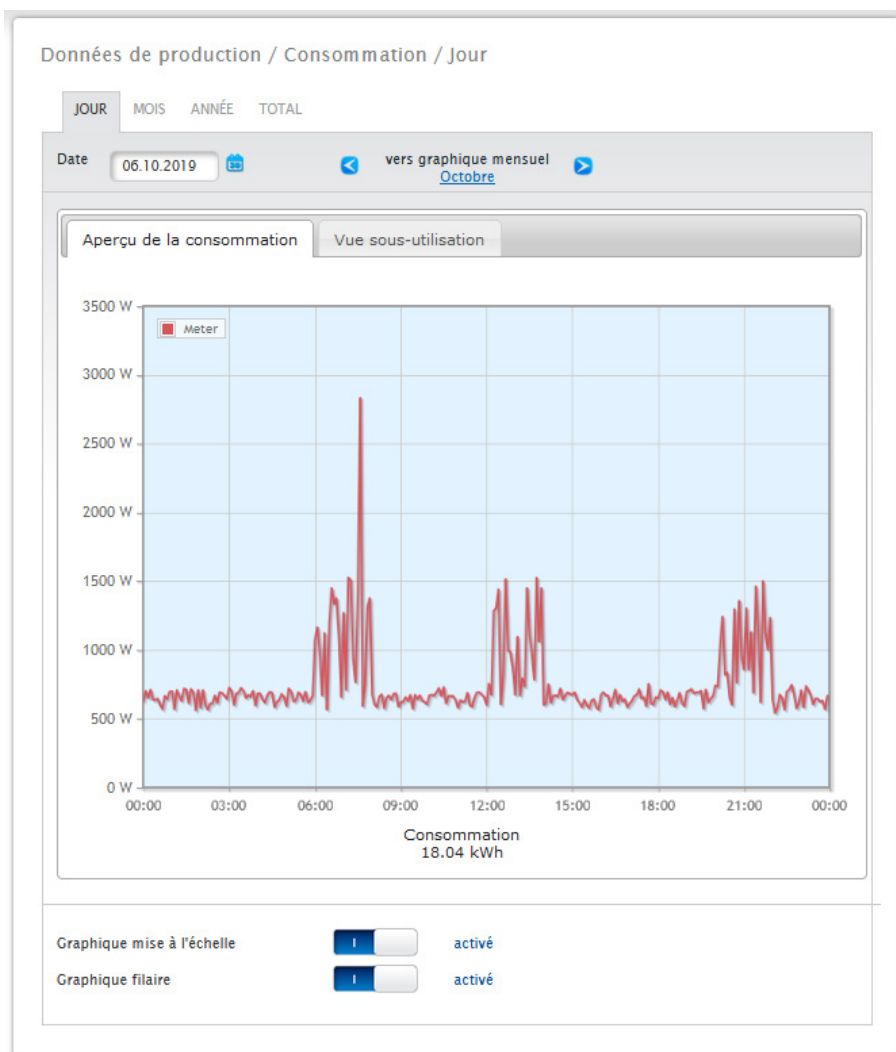 Données de production / Consommation / Jour
JOUR MOIS ANNÉE TOTAL
Date 06.10.2019 vers graphique mensuel
Octobre
Aperçu de la consommation Vue sous-utilisation
3500 W
Meter
3000 W
2500 W
2000 W
1500 W
1000 W
500 W
0 W
00:00 03:00 06:00 09:00 12:00 15:00 18:00 21:00 00:00
Consommation
18.04 kWh
Graphique mise à l'échelle I activé
Graphique filaire I activé